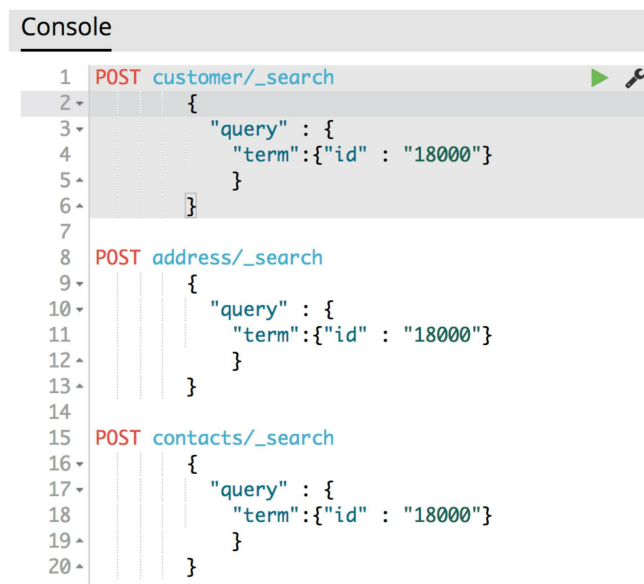 Console
1 POST customer/_search
2 {
3 "query" : {
4 "term":{"id" : "18000"}
5 }
6 }
7
8 POST address/_search
9 {
10 "query" : {
11 "term":{"id" : "18000"}
12 }
13 }
14
15 POST contacts/_search
16 {
17 "query" : {
18 "term":{"id" : "18000"}
19 }
20 }